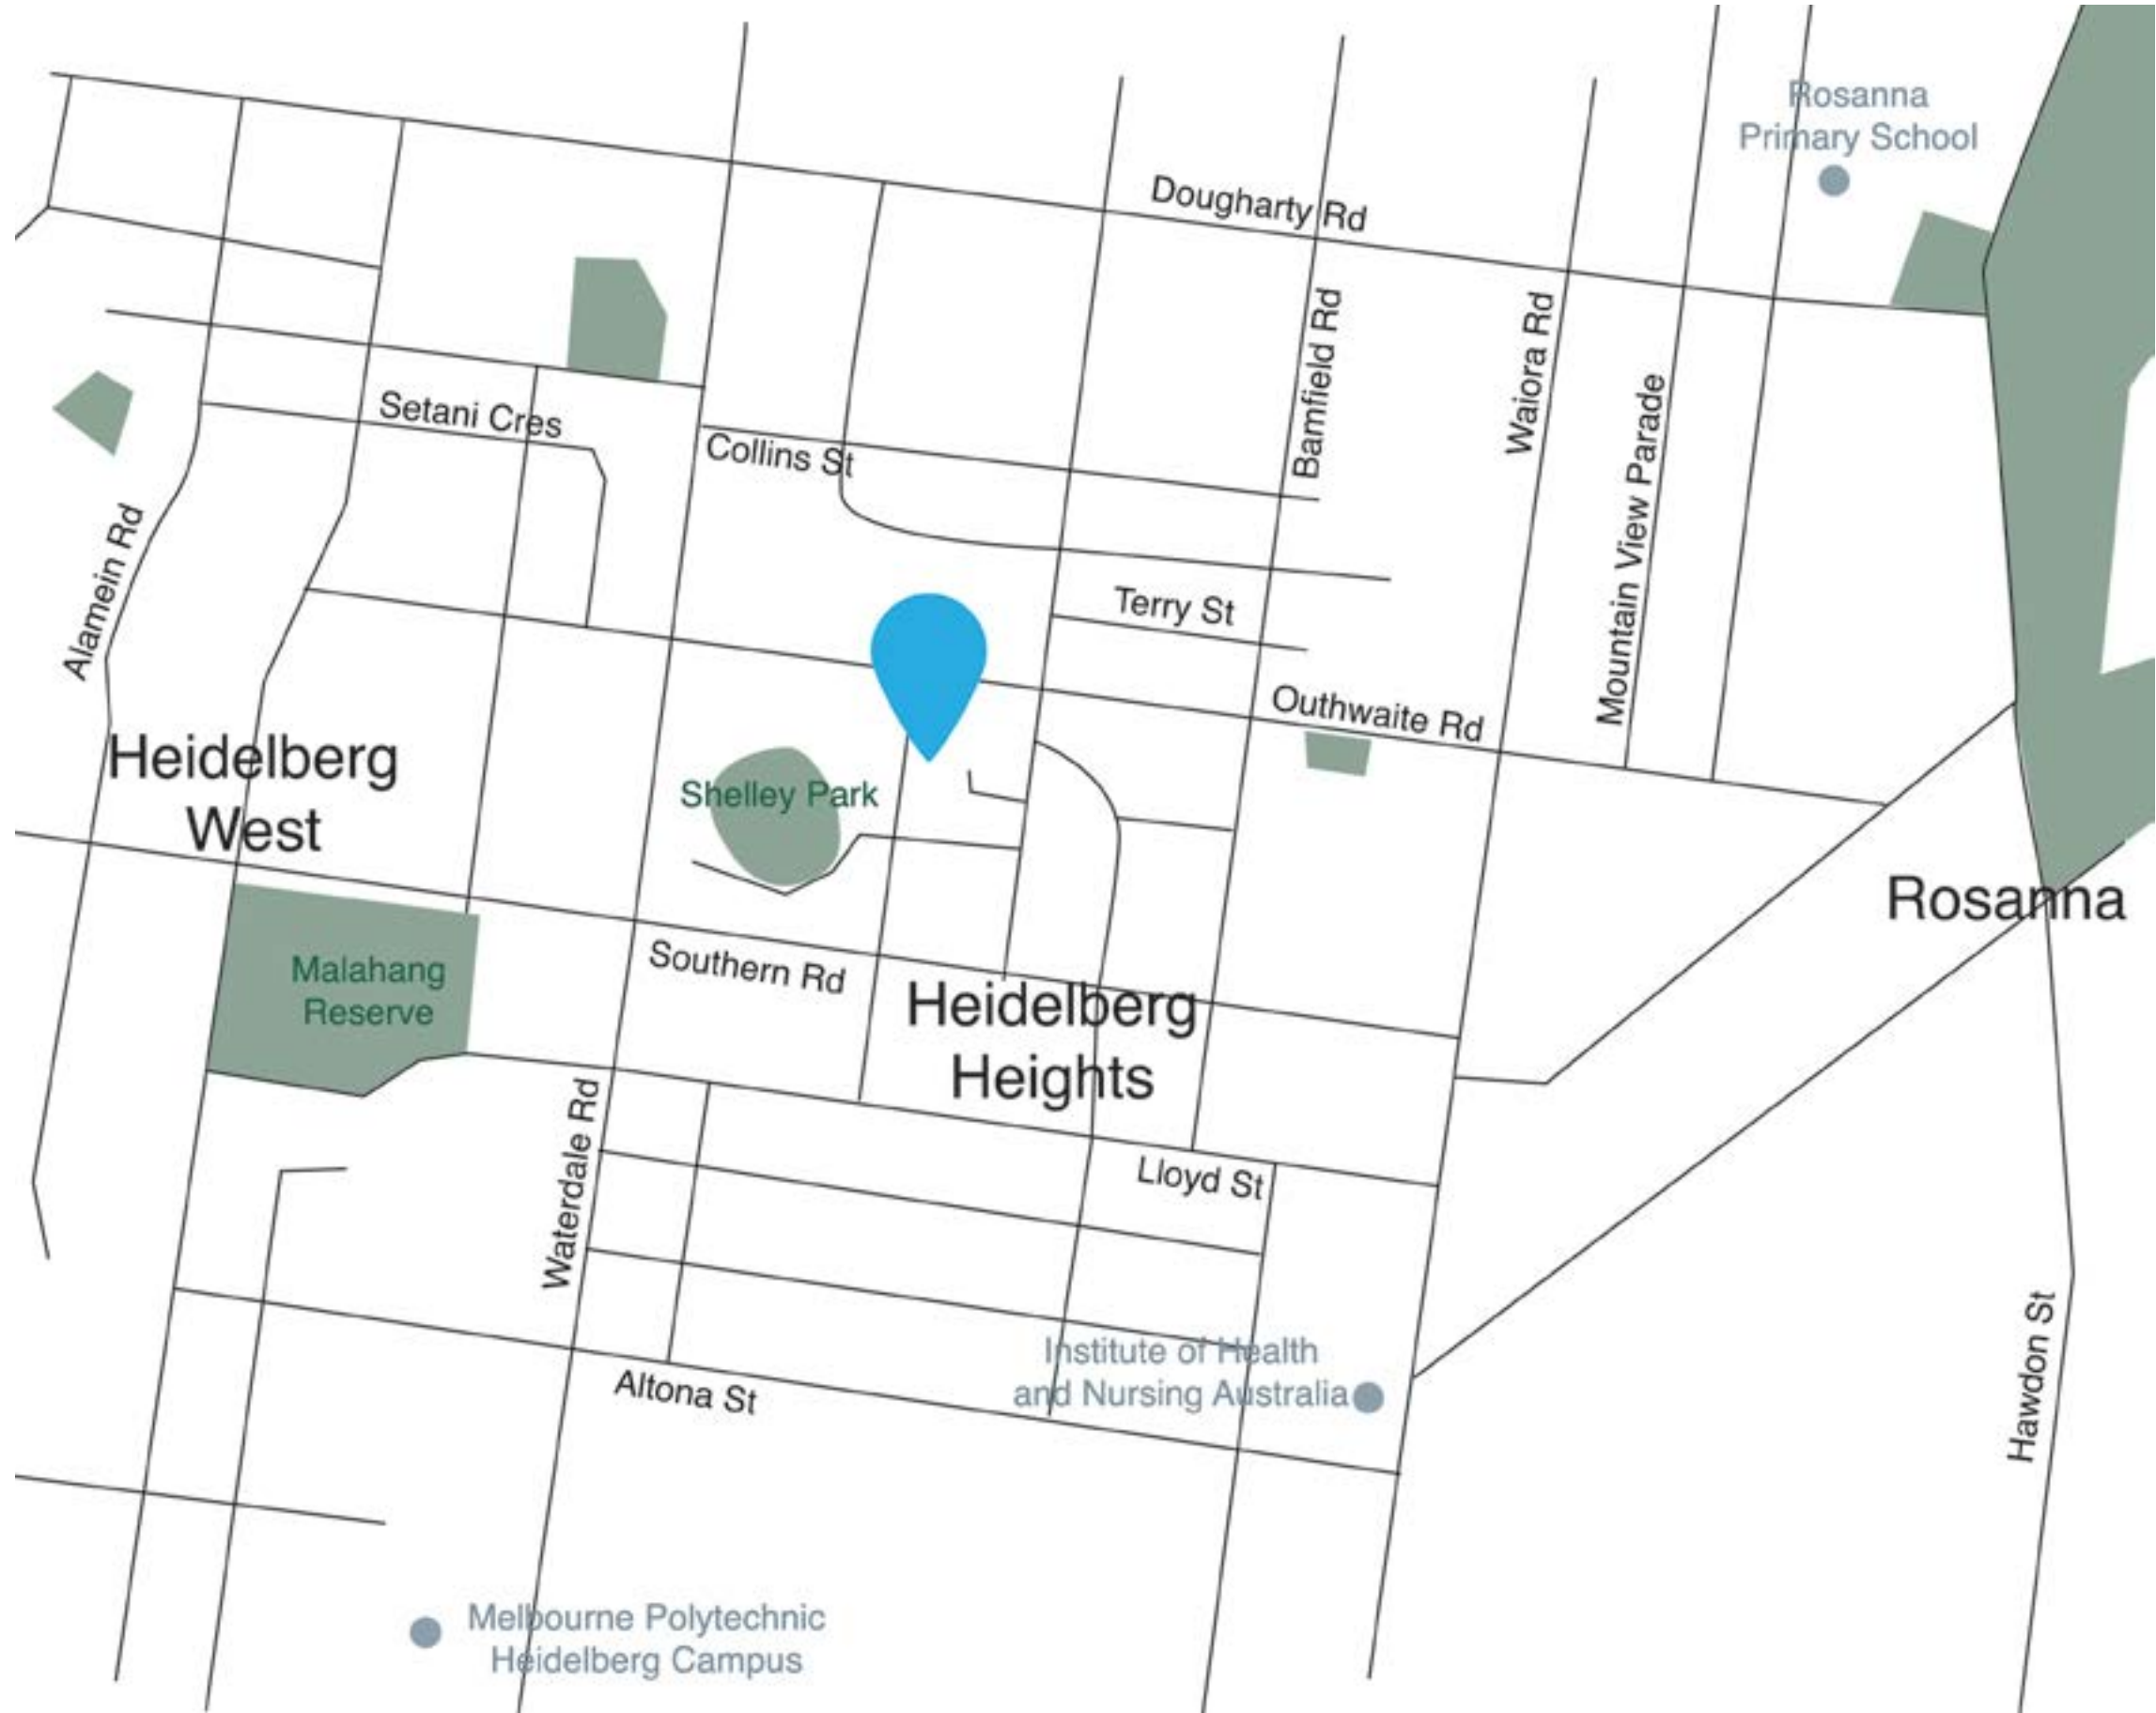 Rosanna
Primary School
Dougharty Rd
Bamfield Rd
Waiora Rd
Mountain View Parade
Setani Cres
Collins St
Alamein Rd
Terry St
Outhwaite Rd
Heidelberg
West
Shelley Park
Rosanna
Malahang
Reserve
Southern Rd
Heidelberg
Heights
Waterdale Rd
Lloyd St
Institute of Health
and Nursing Australia
Altona St
Hawdon St
Melbourne Polytechnic
Heidelberg Campus